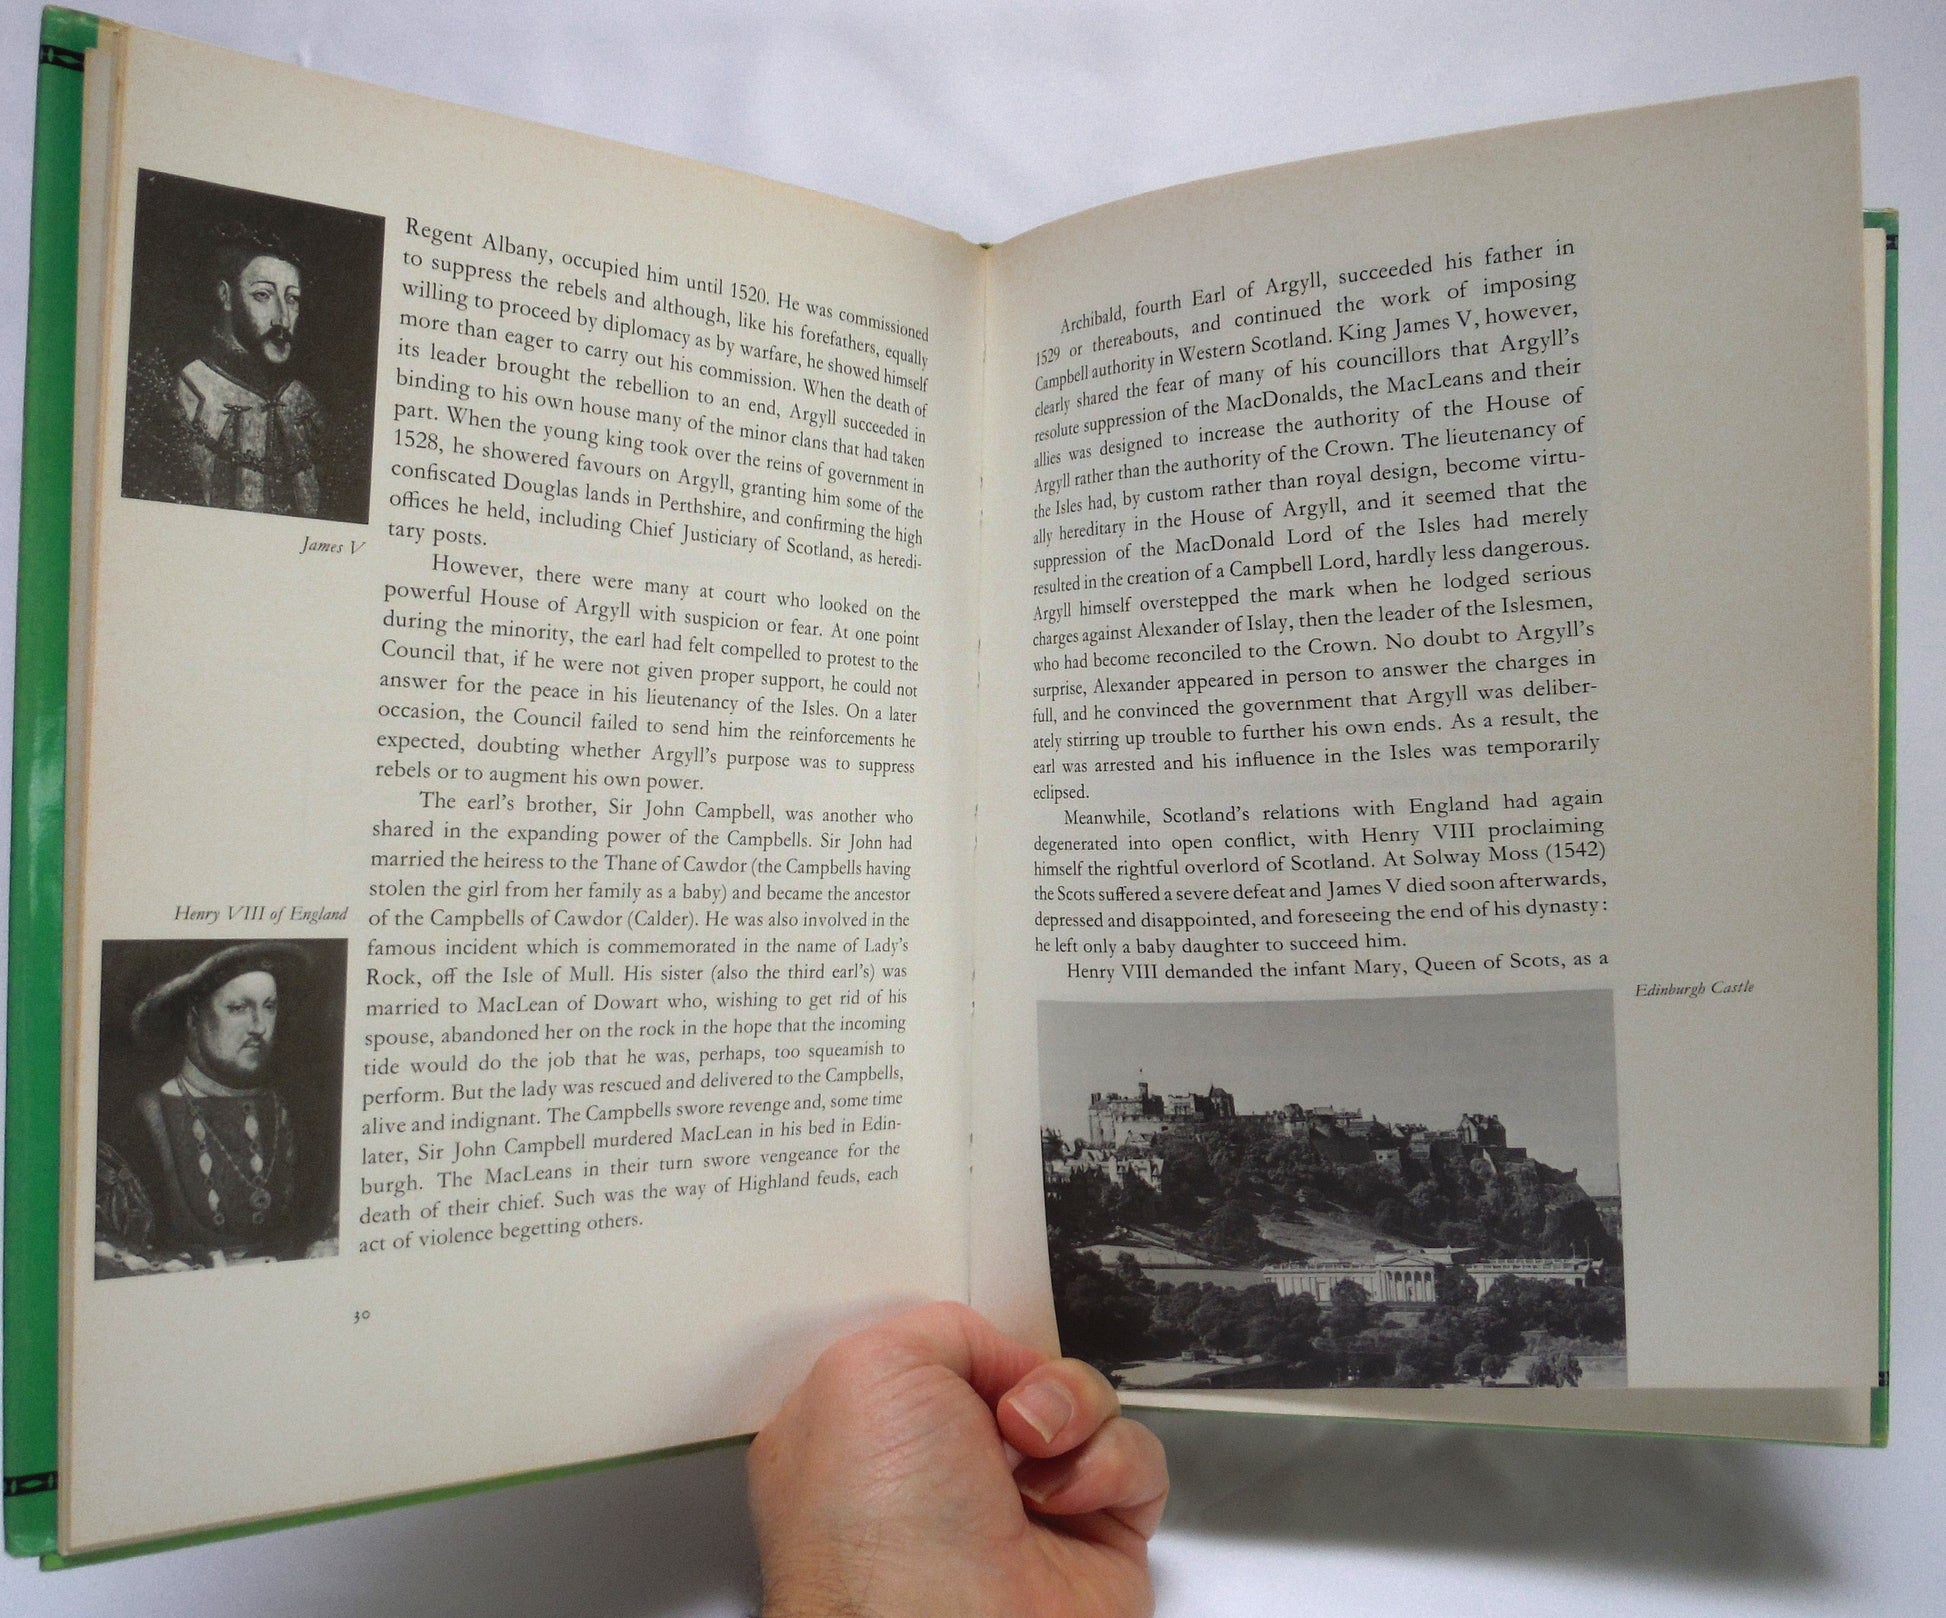 Regent Albany, occupied him until 1520. He was commissioned
to suppress the rebels and although, like his forefathers, equally
willing to proceed by diplomacy as by warfare, he showed himself
more than eager to carry out his commission. When the death of
its leader brought the rebellion to an end, Argyll succeeded in
binding to his own house many of the minor clans that had taken
part. When the young king took over the reins of government in
1528, he showered favours on Argyll, granting him some of the
confiscated Douglas lands in Perthshire, and confirming the high
offices he held, including Chief Justiciary of Scotland, as heredi-
tary posts.
James V
However, there were many at court who looked on the
powerful House of Argyll with suspicion or fear. At one point
during the minority, the earl had felt compelled to protest to the
Council that, if he were not given proper support, he could not
answer for the peace in his lieutenancy of the Isles. On a later
occasion, the Council failed to send him the reinforcements he
expected, doubting whether Argyll's purpose was to suppress
rebels or to augment his own power.
The earl's brother, Sir John Campbell, was another who
shared in the expanding power of the Campbells. Sir John had
married the heiress to the Thane of Cawdor (the Campbells having
stolen the girl from her family as a baby) and became the ancestor
of the Campbells of Cawdor (Calder). He was also involved in the
famous incident which is commemorated in the name of Lady's
Rock, off the Isle of Mull. His sister (also the third earl's) was
married to MacLean of Dowart who, wishing to get rid of his
spouse, abandoned her on the rock in the hope that the incoming
tide would do the job that he was, perhaps, too squeamish to
perform. But the lady was rescued and delivered to the Campbells,
alive and indignant. The Campbells swore revenge and, some time
later, Sir John Campbell murdered MacLean in his bed in Edin-
burgh. The MacLeans in their turn swore vengeance for the
death of their chief. Such was the way of Highland feuds, each
act of violence begetting others.
Henry VIII of England
30
Archibald, fourth Earl of Argyll, succeeded his father in
1529 or thereabouts, and continued the work of imposing
Campbell authority in Western Scotland. King James V, however,
clearly shared the fear of many of his councillors that Argyll's
resolute suppression of the MacDonalds, the MacLeans and their
allies was designed to increase the authority of the House of
Argyll rather than the authority of the Crown. The lieutenancy of
the Isles had, by custom rather than royal design, become virtu-
ally hereditary in the House of Argyll, and it seemed that the
suppression of the MacDonald Lord of the Isles had merely
resulted in the creation of a Campbell Lord, hardly less dangerous.
Argyll himself overstepped the mark when he lodged serious
charges against Alexander of Islay, then the leader of the Islesmen,
who had become reconciled to the Crown. No doubt to Argyll's
surprise, Alexander appeared in person to answer the charges in
full, and he convinced the government that Argyll was deliber-
ately stirring up trouble to further his own ends. As a result, the
earl was arrested and his influence in the Isles was temporarily
eclipsed.
Meanwhile, Scotland's relations with England had again
degenerated into open conflict, with Henry VIII proclaiming
himself the rightful overlord of Scotland. At Solway Moss (1542)
the Scots suffered a severe defeat and James V died soon afterwards,
depressed and disappointed, and foreseeing the end of his dynasty:
he left only a baby daughter to succeed him.
Henry VIII demanded the infant Mary, Queen of Scots, as a
Edinburgh Castle